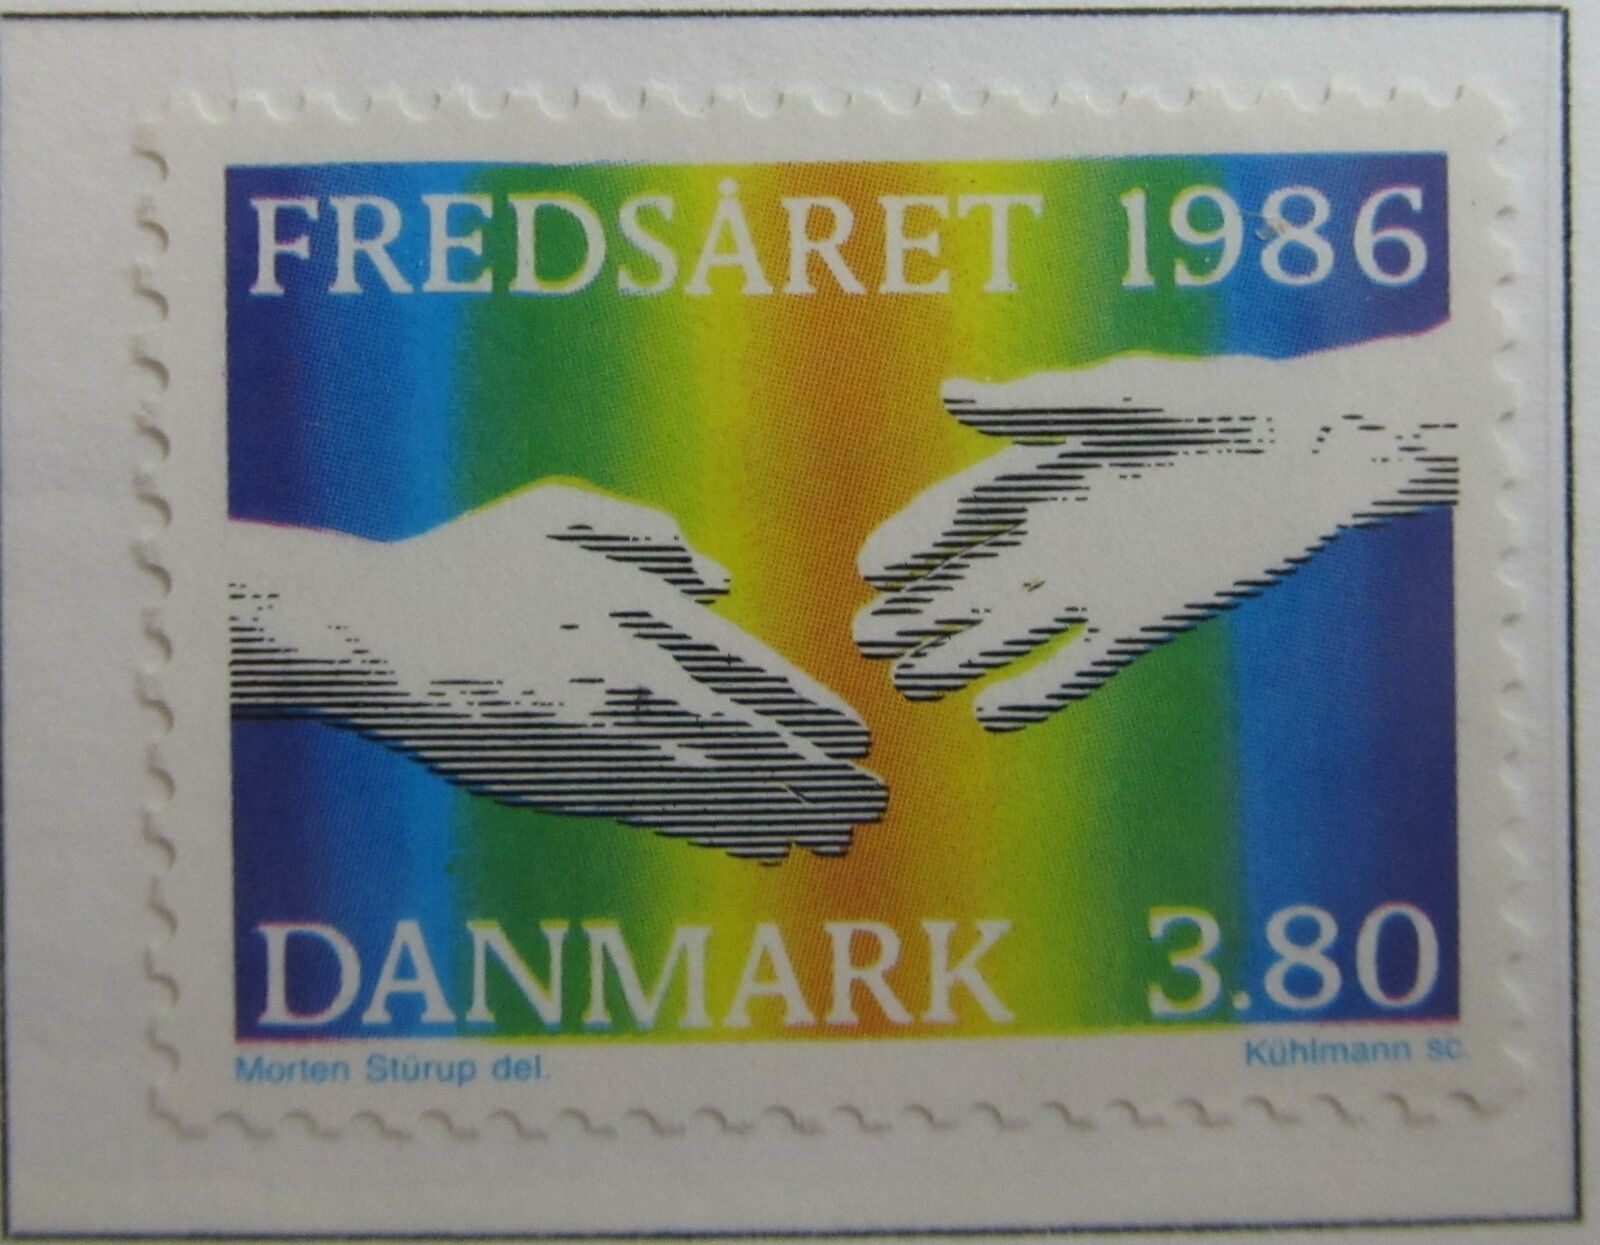 FREDSÅRET 1986
DANMARK 3.80
Morten Stürup del. Kühlmann sc.